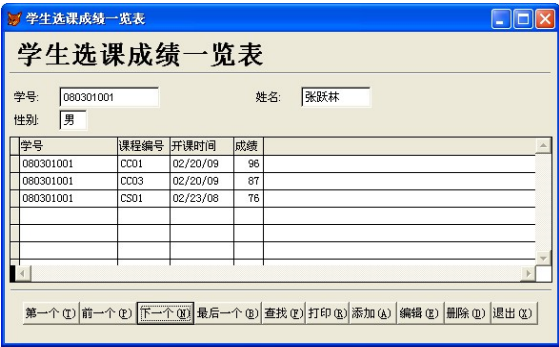 学生选课成绩一览表
学生选课成绩一览表
学号: 080301001 姓名: 张跃林
性别: 男
学号 课程编号 开课时间 成绩
080301001 CC01 02/20/09 96
080301001 CC03 02/20/09 87
080301001 CS01 02/23/08 76
第一个(T) 前一个(P) 下一个(N) 最后一个(B) 查找(F) 打印(R) 添加(A) 编辑(E) 删除(D) 退出(X)